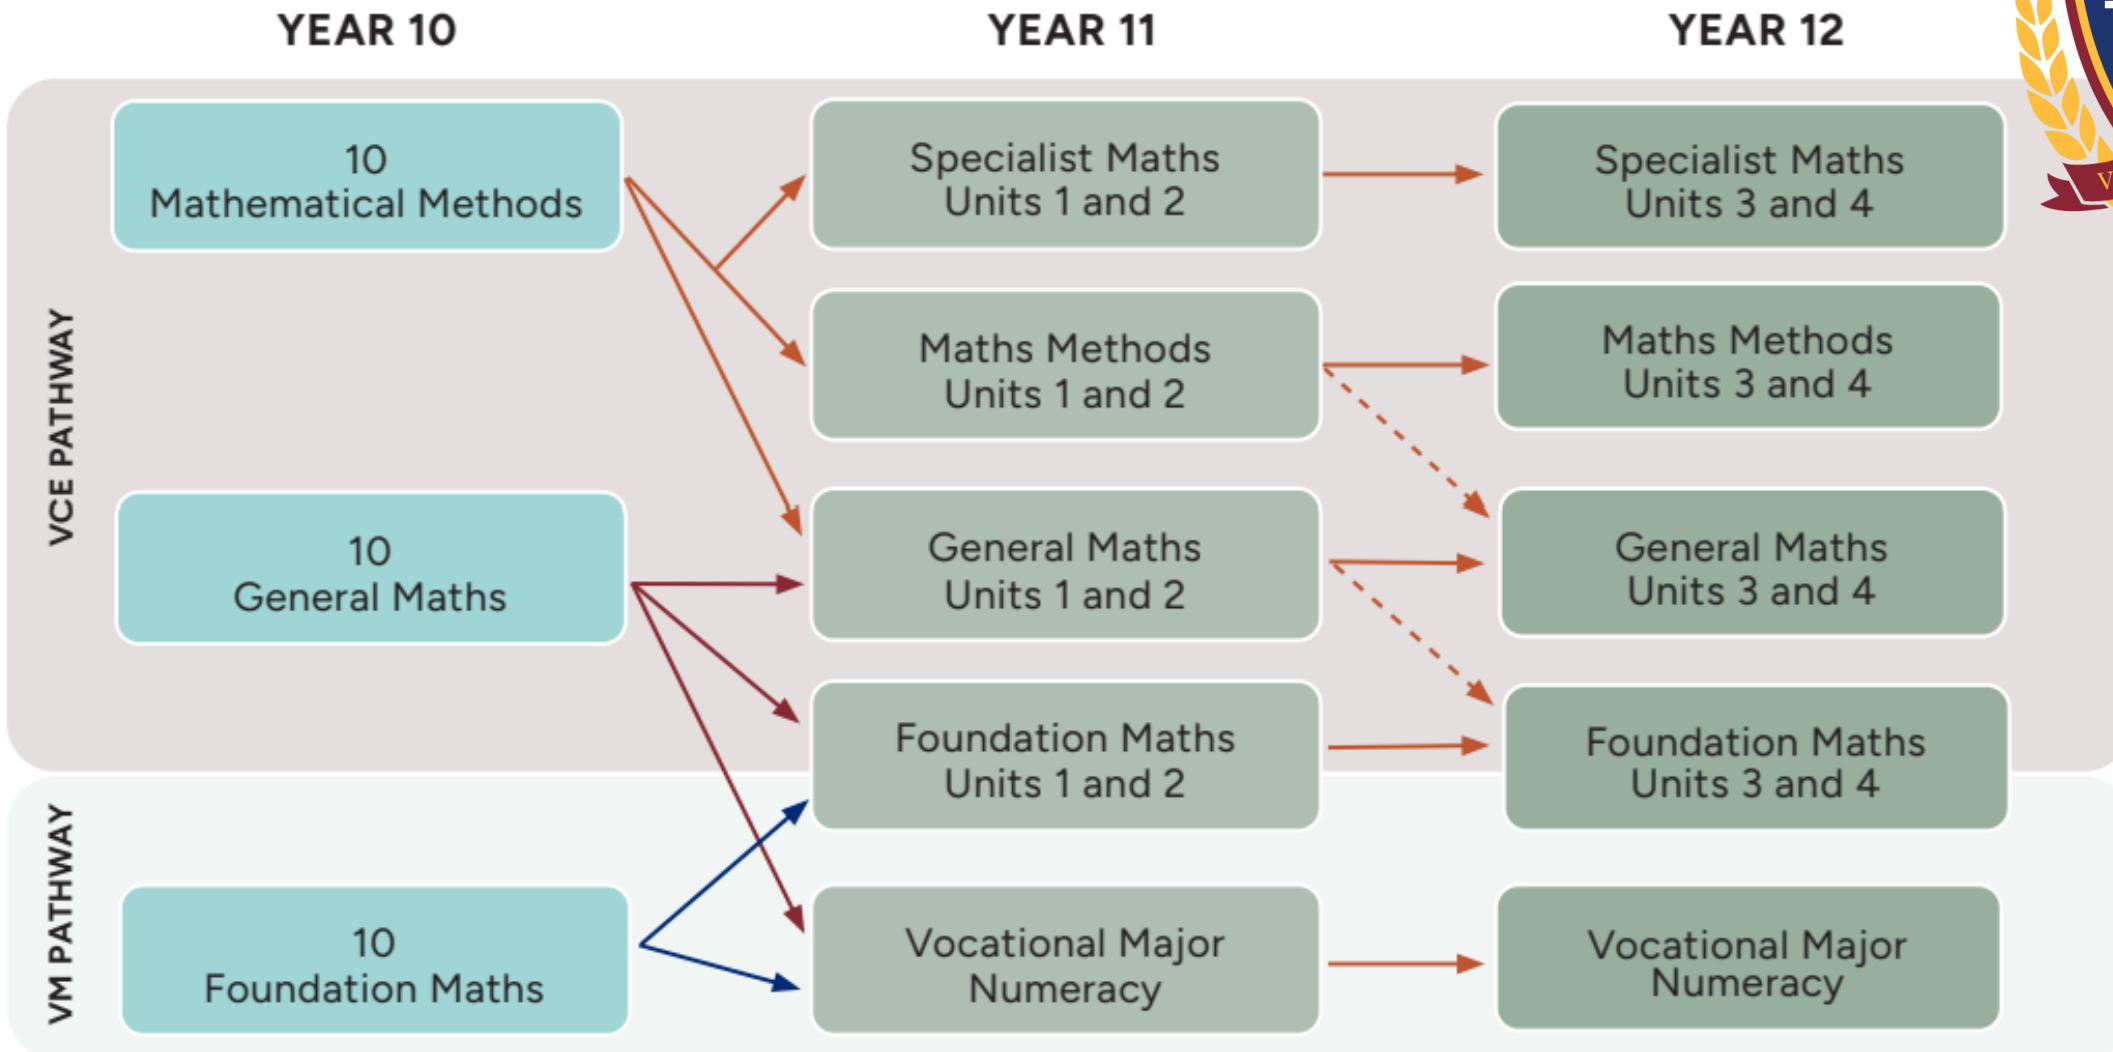 YEAR 10
YEAR 11
YEAR 12
VCE PATHWAY
10
Mathematical Methods
Specialist Maths
Units 1 and 2
Specialist Maths
Units 3 and 4
Maths Methods
Units 1 and 2
Maths Methods
Units 3 and 4
10
General Maths
General Maths
Units 1 and 2
General Maths
Units 3 and 4
Foundation Maths
Units 1 and 2
Foundation Maths
Units 3 and 4
VM PATHWAY
10
Foundation Maths
Vocational Major
Numeracy
Vocational Major
Numeracy